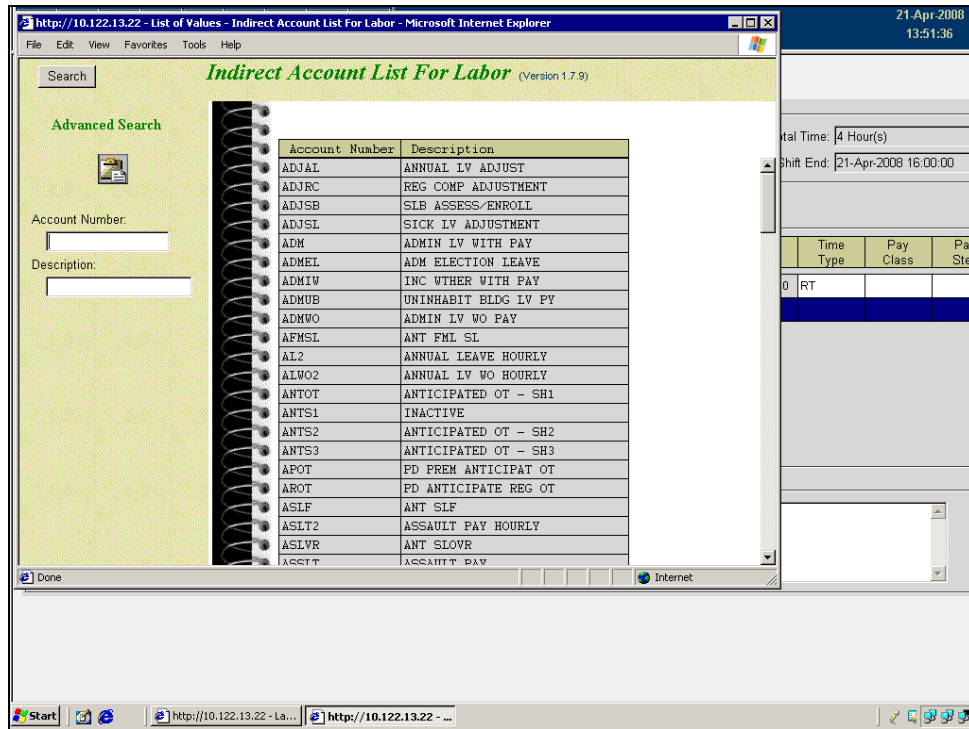 http://10.122.13.22 - List of Values - Indirect Account List For Labor - Microsoft Internet Explorer
21-Apr-2008
13:51:36
File Edit View Favorites Tools Help
Search
Indirect Account List For Labor (Version 1.7.9)
Advanced Search
Account Number:
Description:
Account Number Description
ADJAL ANNUAL LV ADJUST
ADJRC REG COMP ADJUSTMENT
ADJSB SLB ASSESS/ENROLL
ADJSL SICK LV ADJUSTMENT
ADM ADMIN LV WITH PAY
ADMEL ADM ELECTION LEAVE
ADMIW INC WTHER WITH PAY
ADMUB UNINHABIT BLDG LV PY
ADMWO ADMIN LV WO PAY
AFMSL ANT FML SL
AL2 ANNUAL LEAVE HOURLY
ALWO2 ANNUAL LV WO HOURLY
ANTOT ANTICIPATED OT - SH1
ANTS1 INACTIVE
ANTS2 ANTICIPATED OT - SH2
ANTS3 ANTICIPATED OT - SH3
APOT PD PREM ANTICIPAT OT
AROT PD ANTICIPATE REG OT
ASLF ANT SLF
ASLT2 ASSAULT PAY HOURLY
ASLVR ANT SLOVR
ASSLT ASSAULT PAY
tal Time: 4 Hour(s)
Shift End: 21-Apr-2008 16:00:00
Time Type
Pay Class
Pa
Ste
0 RT
Done
Internet
Start
http://10.122.13.22 - La...
http://10.122.13.22 - ...